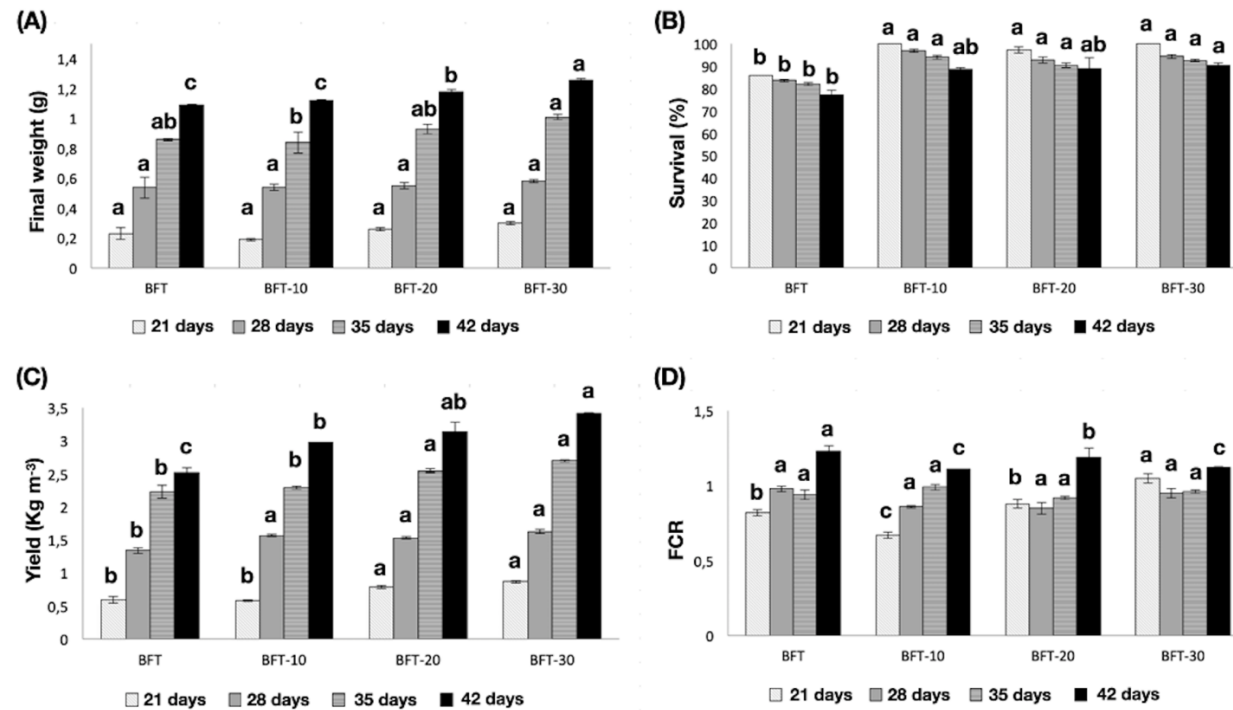 (A)
Final weight (g)
1,4
1,2
1
0,8
0,6
0,4
0,2
0
a a ab c
a a b c
a a ab b
a a a a
BFT BFT-10 BFT-20 BFT-30
21 days 28 days 35 days 42 days
(B)
Survival (%)
100
90
80
70
60
50
40
30
20
10
0
b b b b
a a a ab
a a a ab
a a a a
BFT BFT-10 BFT-20 BFT-30
21 days 28 days 35 days 42 days
(C)
Yield (Kg m⁻³)
3,5
3
2,5
2
1,5
1
0,5
0
b b b c
b a b b
a a a ab
a a a a
BFT BFT-10 BFT-20 BFT-30
21 days 28 days 35 days 42 days
(D)
FCR
1,5
1
0,5
0
b a a a
c a a c
b a a b
a a a c
BFT BFT-10 BFT-20 BFT-30
21 days 28 days 35 days 42 days